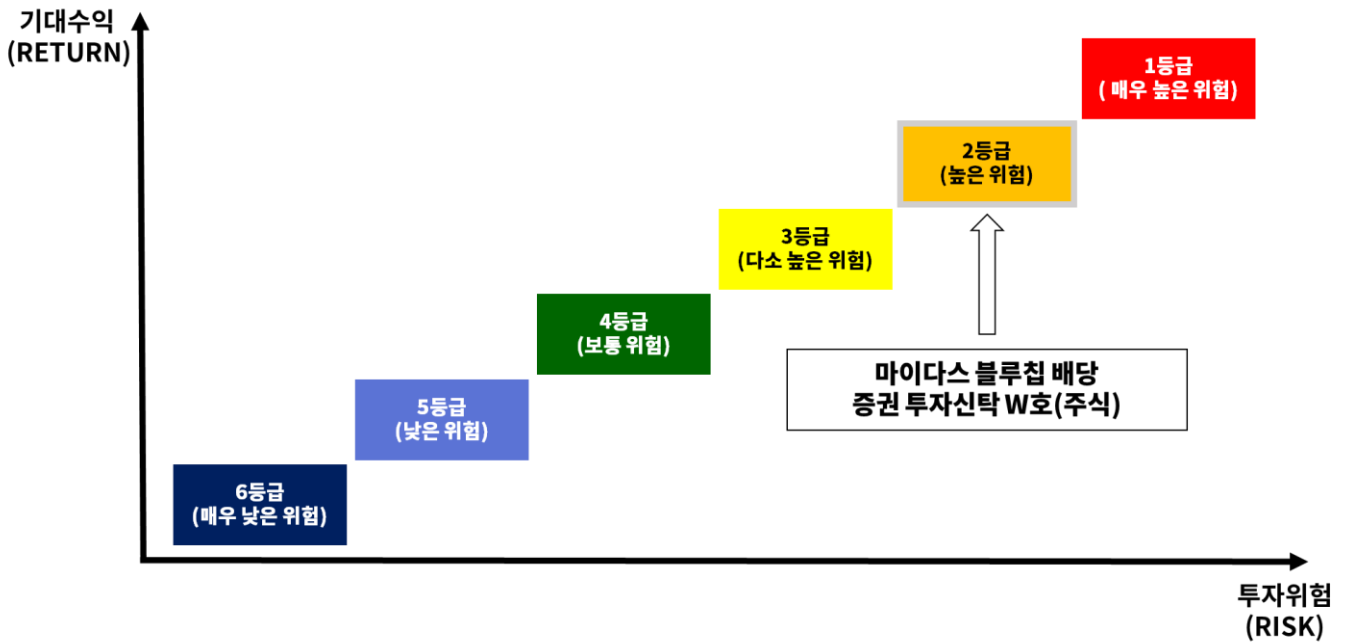 기대수익
(RETURN)
1등급
( 매우 높은 위험)
2등급
(높은 위험)
3등급
(다소 높은 위험)
4등급
(보통 위험)
마이다스 블루칩 배당
증권 투자신탁 W호(주식)
5등급
(낮은 위험)
6등급
(매우 낮은 위험)
투자위험
(RISK)